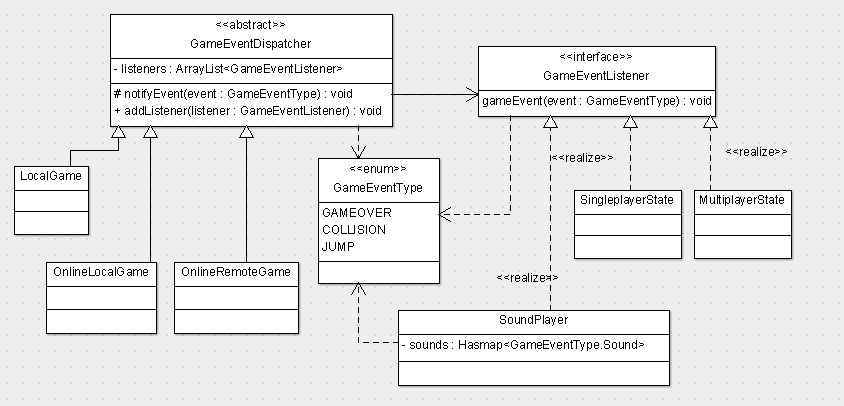 <<abstract>>
GameEventDispatcher
- listeners : ArrayList<GameEventListener>
# notifyEvent(event : GameEventType) : void
+ addListener(listener : GameEventListener) : void
<<interface>>
GameEventListener
gameEvent(event : GameEventType) : void
<<realize>>
<<realize>>
<<enum>>
GameEventType
GAMEOVER
COLLISION
JUMP
LocalGame
SingleplayerState
MultiplayerState
OnlineLocalGame
OnlineRemoteGame
<<realize>>
SoundPlayer
- sounds : Hasmap<GameEventType.Sound>